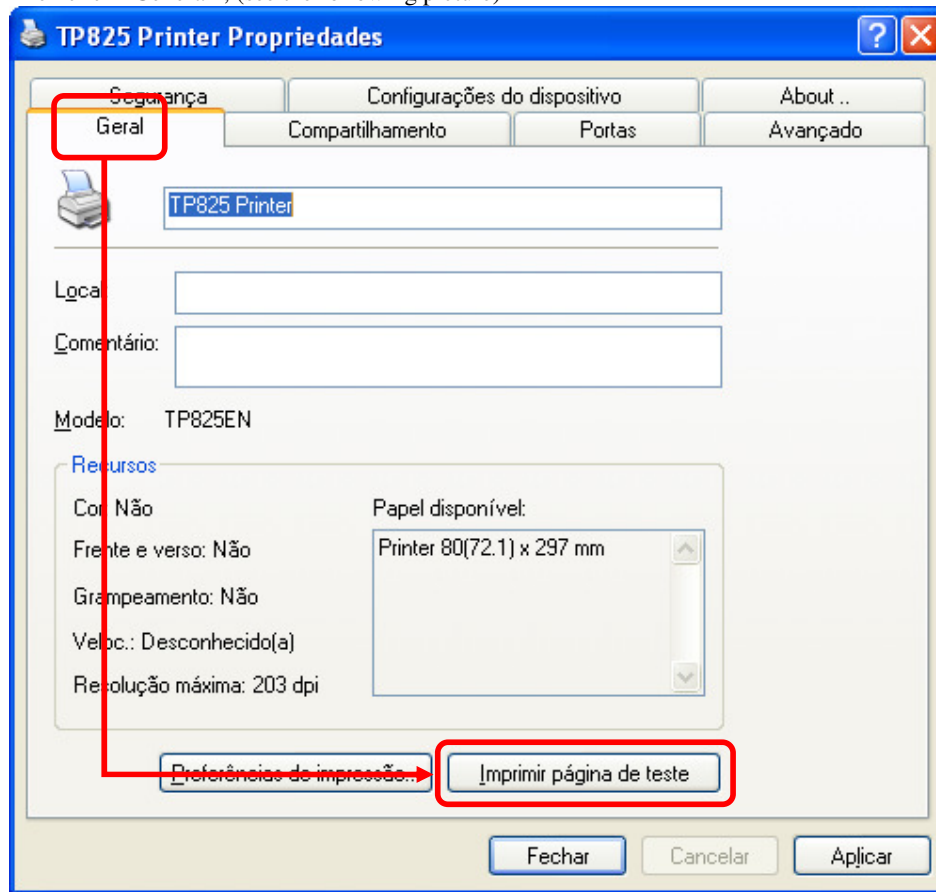 TP825 Printer Propriedades
Segurança Configurações do dispositivo About ..
Geral Compartilhamento Portas Avançado
TP825 Printer
Local
Comentário:
Modelo: TP825EN
Recursos
Cor: Não Papel disponível:
Frente e verso: Não Printer 80(72.1) x 297 mm
Grampeamento: Não
Veloc.: Desconhecido(a)
Resolução máxima: 203 dpi
Preferências de impressão... Imprimir página de teste
Fechar Cancelar Aplicar